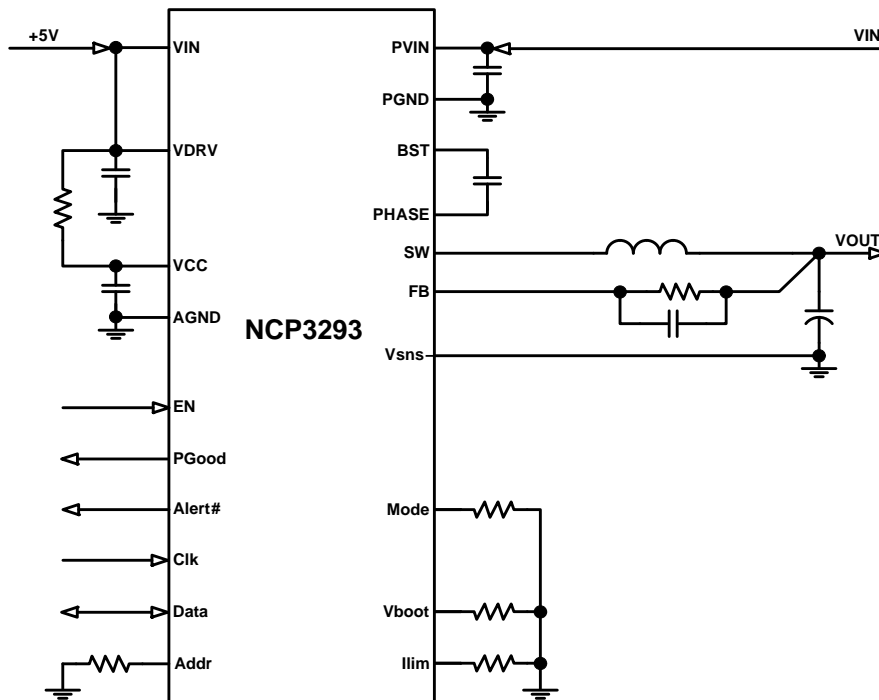 +5V
VIN
PVIN
VIN
PGND
VDRV
BST
PHASE
SW
VOUT
VCC
FB
AGND
NCP3293
Vsns-
EN
PGood
Alert#
Mode
Clk
Data
Vboot
Addr
Ilim